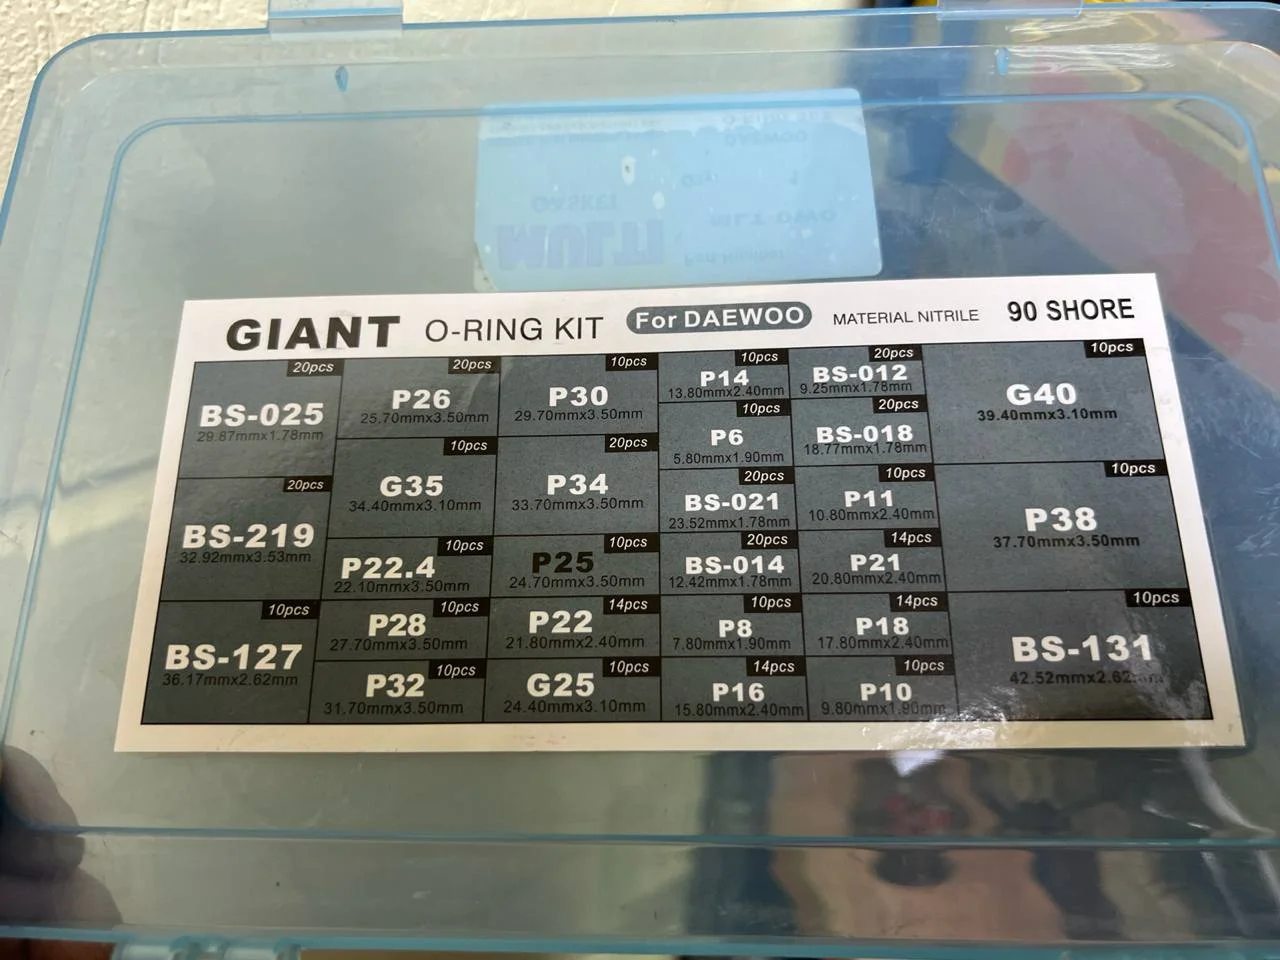 GIANT O-RING KIT For DAEWOO MATERIAL NITRILE 90 SHORE
20pcs
BS-025
29.87mmx1.78mm
20pcs
BS-219
32.92mmx3.53mm
10pcs
BS-127
36.17mmx2.62mm
20pcs
P26
25.70mmx3.50mm
10pcs
G35
34.40mmx3.10mm
10pcs
P22.4
22.10mmx3.50mm
10pcs
P28
27.70mmx3.50mm
10pcs
P32
31.70mmx3.50mm
10pcs
P30
29.70mmx3.50mm
20pcs
P34
33.70mmx3.50mm
10pcs
P25
24.70mmx3.50mm
14pcs
P22
21.80mmx2.40mm
10pcs
G25
24.40mmx3.10mm
10pcs
P14
13.80mmx2.40mm
10pcs
P6
5.80mmx1.90mm
20pcs
BS-021
23.52mmx1.78mm
20pcs
BS-014
12.42mmx1.78mm
10pcs
P8
7.80mmx1.90mm
14pcs
P16
15.80mmx2.40mm
20pcs
BS-012
9.25mmx1.78mm
20pcs
BS-018
18.77mmx1.78mm
10pcs
P11
10.80mmx2.40mm
14pcs
P21
20.80mmx2.40mm
14pcs
P18
17.80mmx2.40mm
10pcs
P10
9.80mmx1.90mm
10pcs
G40
39.40mmx3.10mm
10pcs
P38
37.70mmx3.50mm
10pcs
BS-131
42.52mmx2.62mm